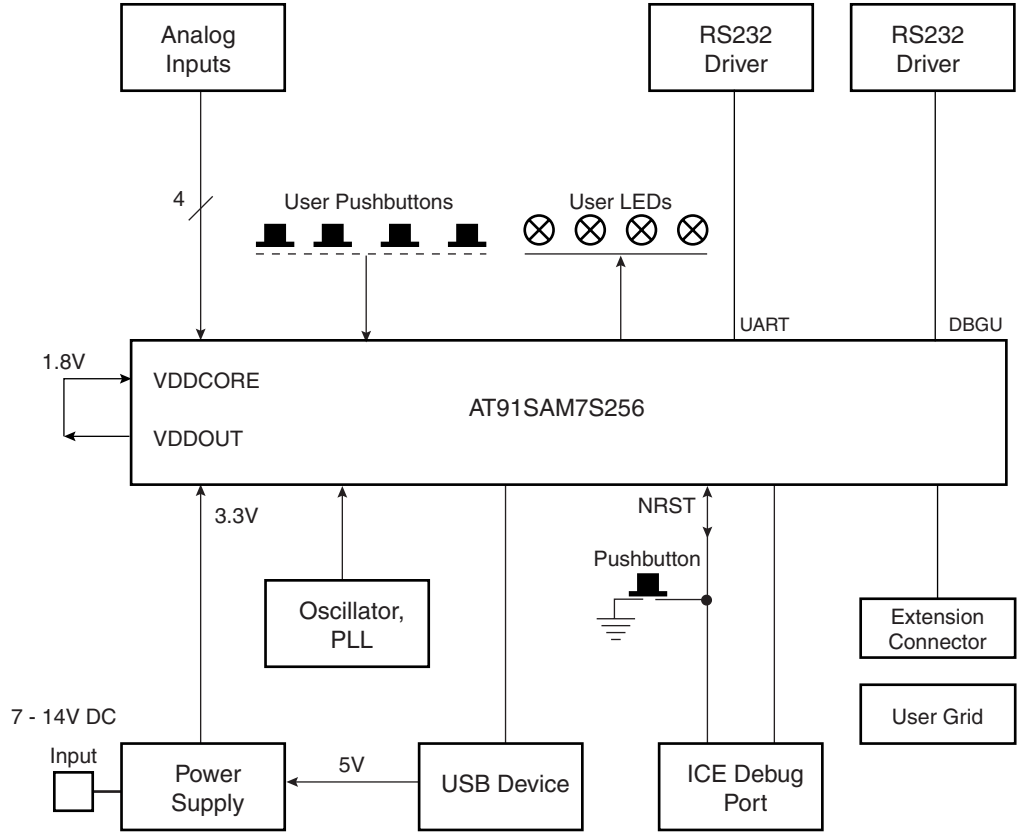 Analog
Inputs
RS232
Driver
RS232
Driver
4
User Pushbuttons
User LEDs
UART
DBGU
1.8V
VDDCORE
AT91SAM7S256
VDDOUT
3.3V
NRST
Pushbutton
Oscillator,
PLL
Extension
Connector
User Grid
7 - 14V DC
Input
Power
Supply
5V
USB Device
ICE Debug
Port